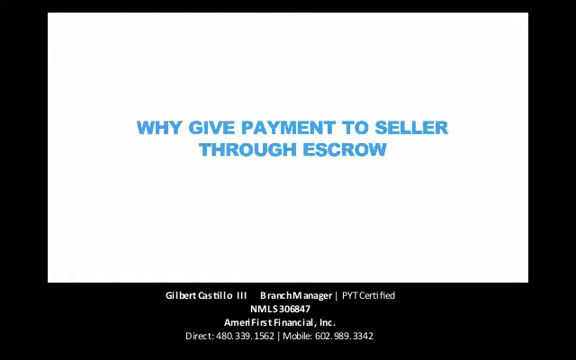 WHY GIVE PAYMENT TO SELLER
THROUGH ESCROW
Gilbert Castillo III Branch Manager | PYT Certified
NMLS 306847
AmeriFirst Financial, Inc.
Direct: 480.339.1562 | Mobile: 602.989.3342